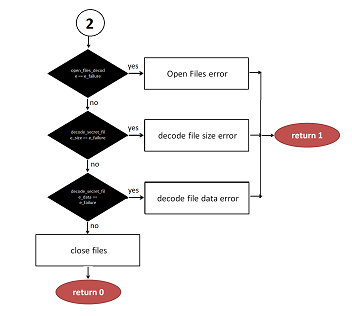 2
open_files_decod
e == e_failure
yes
Open Files error
no
decode_secret_fil
e_size == e_failure
yes
decode file size error
return 1
no
decode_secret_fil
e_data ==
e_failure
yes
decode file data error
no
close files
return 0